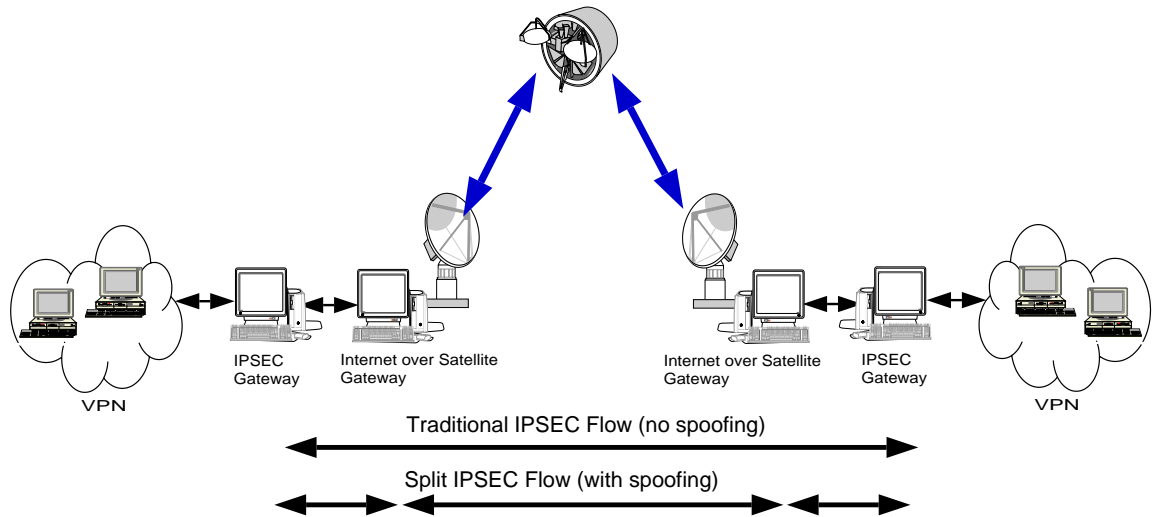 IPSEC
Gateway
Internet over Satellite
Gateway
Internet over Satellite
Gateway
IPSEC
Gateway
VPN
VPN
Traditional IPSEC Flow (no spoofing)
Split IPSEC Flow (with spoofing)